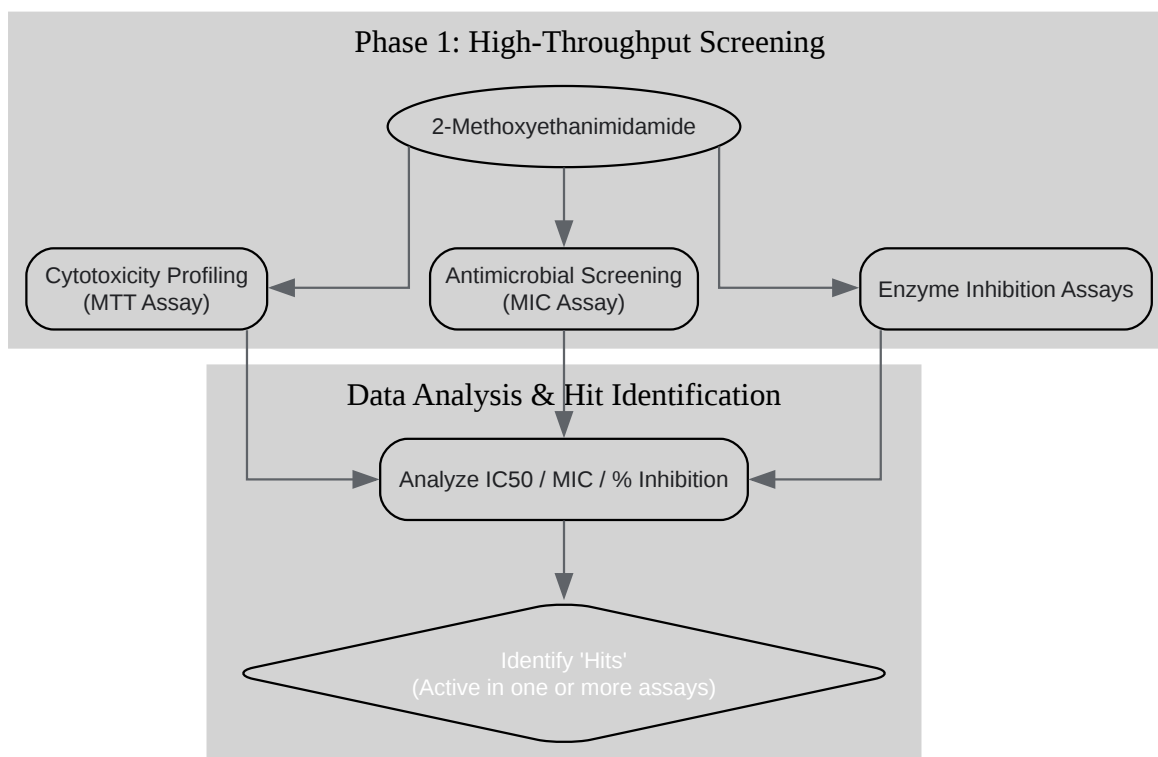 Phase 1: High-Throughput Screening
2-Methoxyethanimidamide
Cytotoxicity Profiling
(MTT Assay)
Antimicrobial Screening
(MIC Assay)
Enzyme Inhibition Assays
Data Analysis & Hit Identification
Analyze IC50 / MIC / % Inhibition
Identify 'Hits'
(Active in one or more assays)